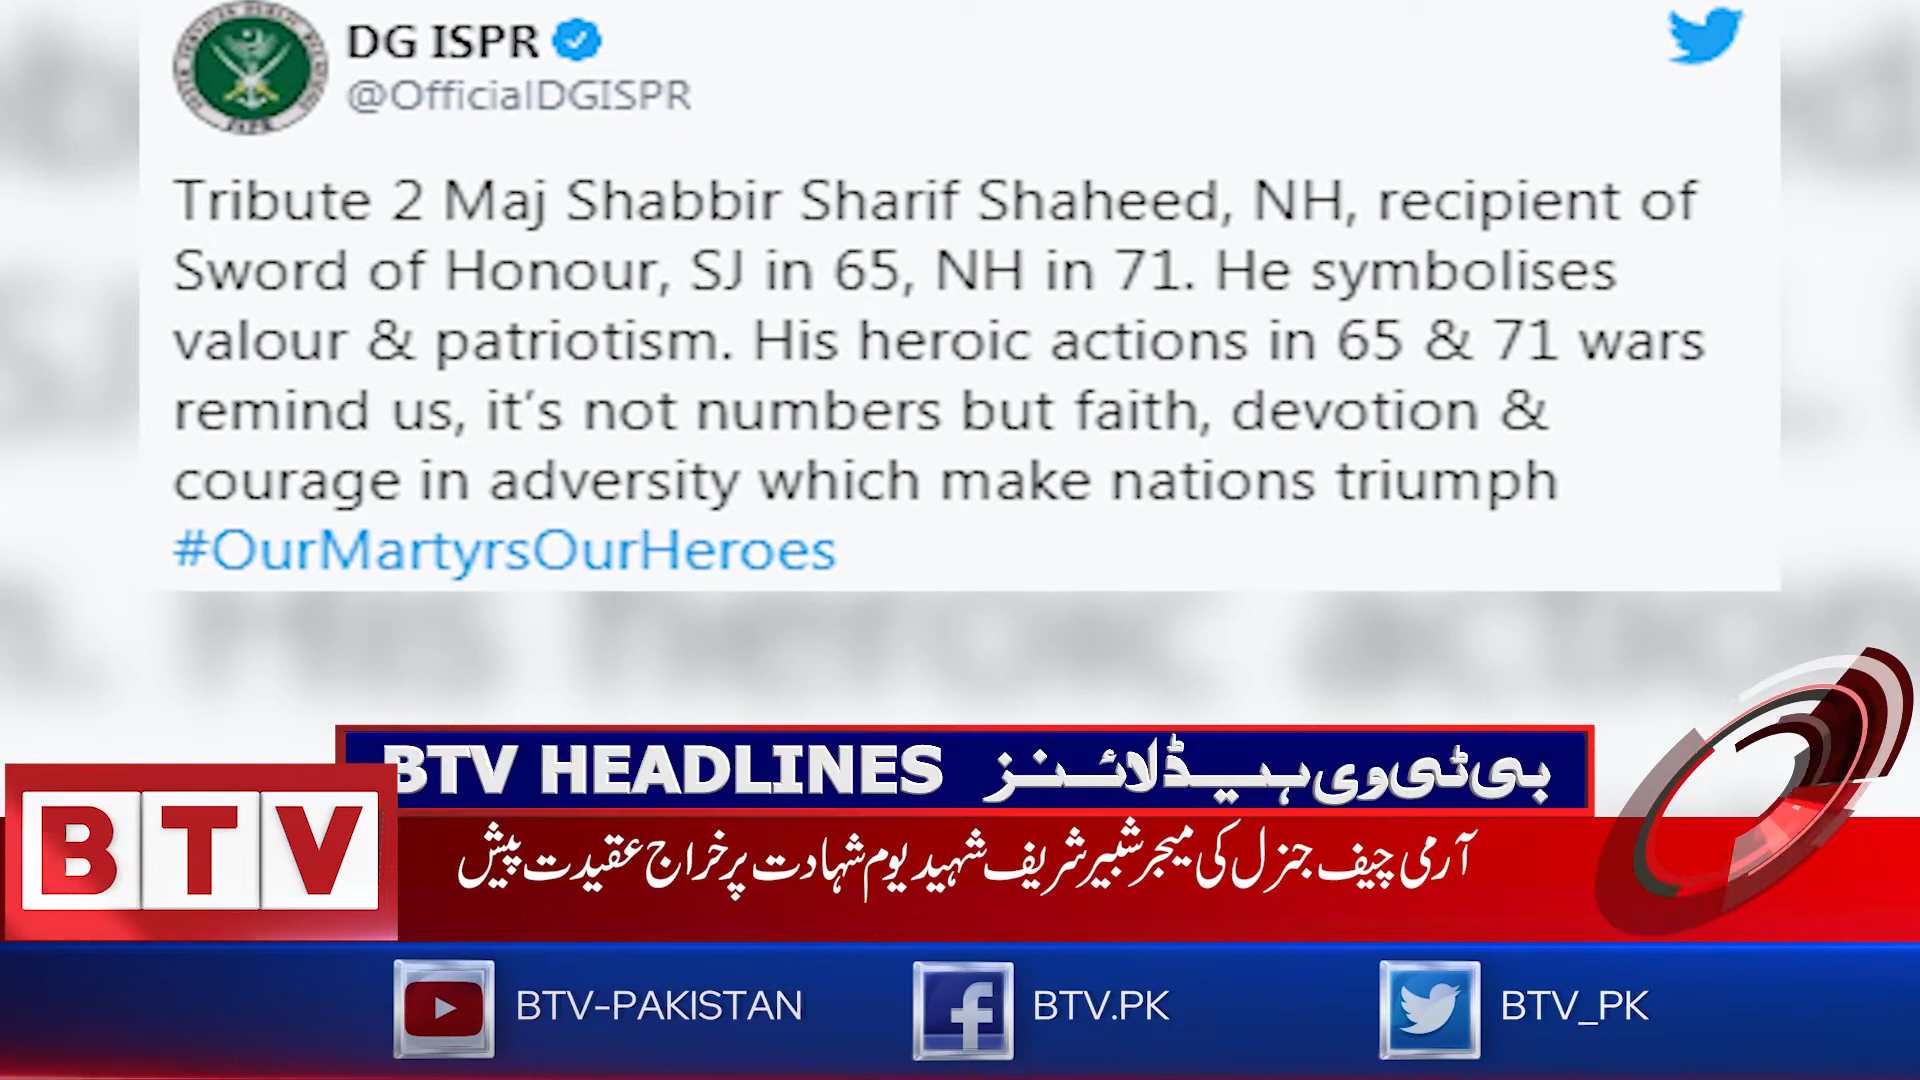 DG ISPR
@OfficialDGISPR
Tribute 2 Maj Shabbir Sharif Shaheed, NH, recipient of
Sword of Honour, SJ in 65, NH in 71. He symbolises
valour & patriotism. His heroic actions in 65 & 71 wars
remind us, it's not numbers but faith, devotion &
courage in adversity which make nations triumph
#OurMartyrsOurHeroes
BTV HEADLINES بی ٹی وی ہیڈلائنز
BTV
آرمی چیف جنرل کی میجر شبیر شریف شہید یوم شہادت پر خراج عقیدت پیش
BTV-PAKISTAN
BTV.PK
BTV_PK